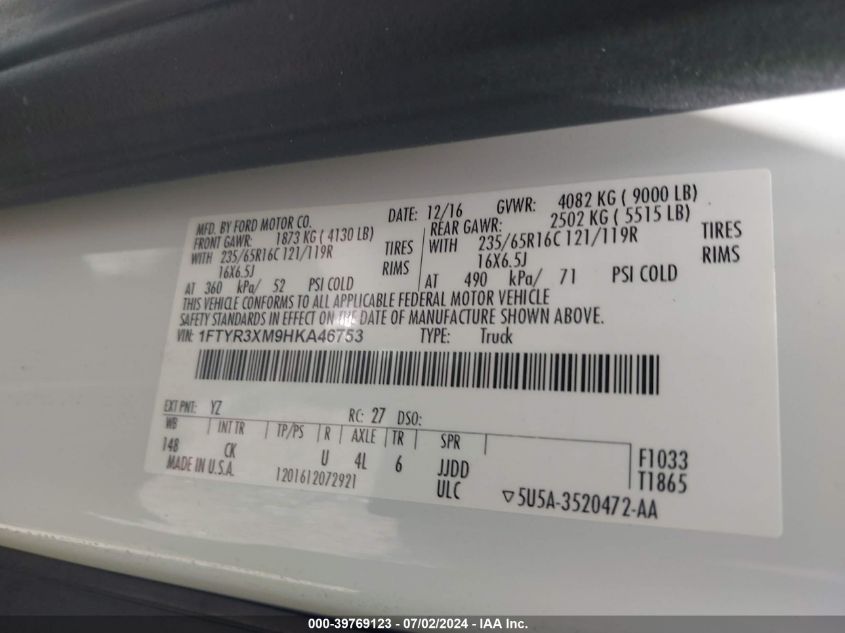 MFD. BY FORD MOTOR CO. DATE: 12/16 GVWR: 4082 KG ( 9000 LB)
FRONT GAWR: 1873 KG ( 4130 LB) REAR GAWR: 2502 KG ( 5515 LB)
WITH 235/65R16C 121/119R TIRES WITH 235/65R16C 121/119R TIRES
16X6.5J RIMS 16X6.5J RIMS
AT 360 kPa/ 52 PSI COLD AT 490 kPa/ 71 PSI COLD
THIS VEHICLE CONFORMS TO ALL APPLICABLE FEDERAL MOTOR VEHICLE
SAFETY STANDARDS IN EFFECT ON THE DATE OF MANUFACTURE SHOWN ABOVE.
VIN: 1FTYR3XM9HKA46753 TYPE: Truck
EXT PNT: YZ RC: 27 DSO:
WB INT TR TP/PS R AXLE TR SPR
148 CK U 4L 6 JJDD F1033
MADE IN U.S.A. 1201612072921 ULC T1865
▽5U5A-3520472-AA
000-39769123 - 07/02/2024 - IAA Inc.